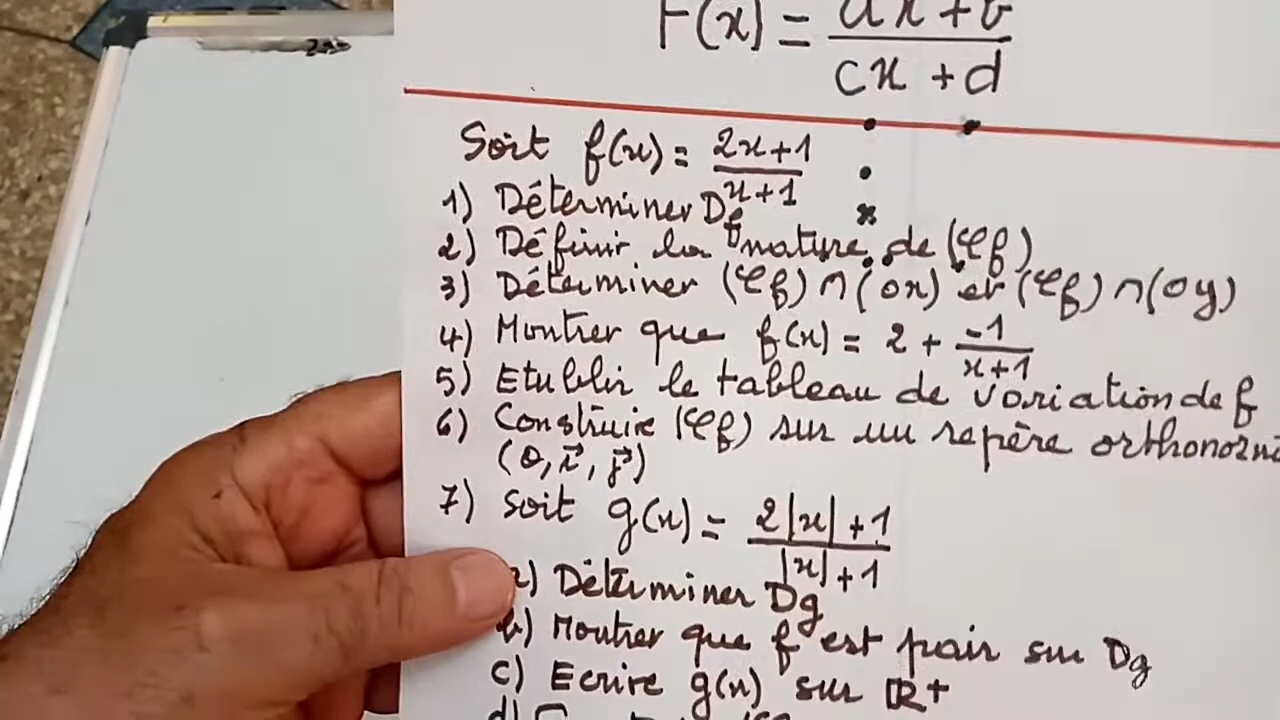 F(x) = ax + b
cx + d
Soit f(x) = 2x+1
x+1
1) Déterminer Df
2) Définir la nature de (Cf)
3) Déterminer (Cf) ∩ (ox) et (Cf) ∩ (oy)
4) Montrer que f(x) = 2 + -1
x+1
5) Etablir le tableau de variation de f
6) Construire (Cf) sur un repère
(O, i⃗, j⃗)
7) Soit g(x) = 2|x| + 1
|x| + 1
a) Déterminer Dg
b) Montrer que f est pair sur Dg
c) Ecrire g(x) sur IR+
d)